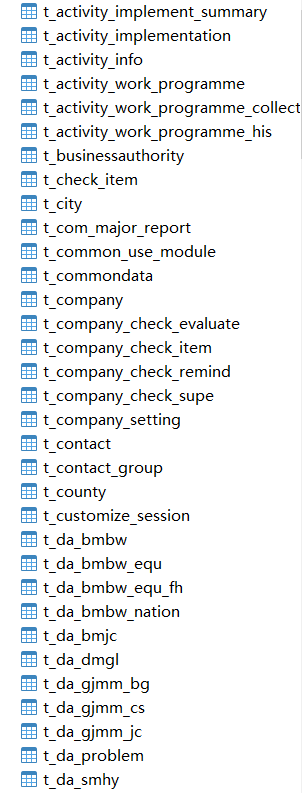 t_activity_implement_summary
t_activity_implementation
t_activity_info
t_activity_work_programme
t_activity_work_programme_collect
t_activity_work_programme_his
t_businessauthority
t_check_item
t_city
t_com_major_report
t_common_use_module
t_commondata
t_company
t_company_check_evaluate
t_company_check_item
t_company_check_remind
t_company_check_supe
t_company_setting
t_contact
t_contact_group
t_county
t_customize_session
t_da_bmbw
t_da_bmbw_equ
t_da_bmbw_equ_fh
t_da_bmbw_nation
t_da_bmjc
t_da_dmgl
t_da_gjmm_bg
t_da_gjmm_cs
t_da_gjmm_jc
t_da_problem
t_da_smhy